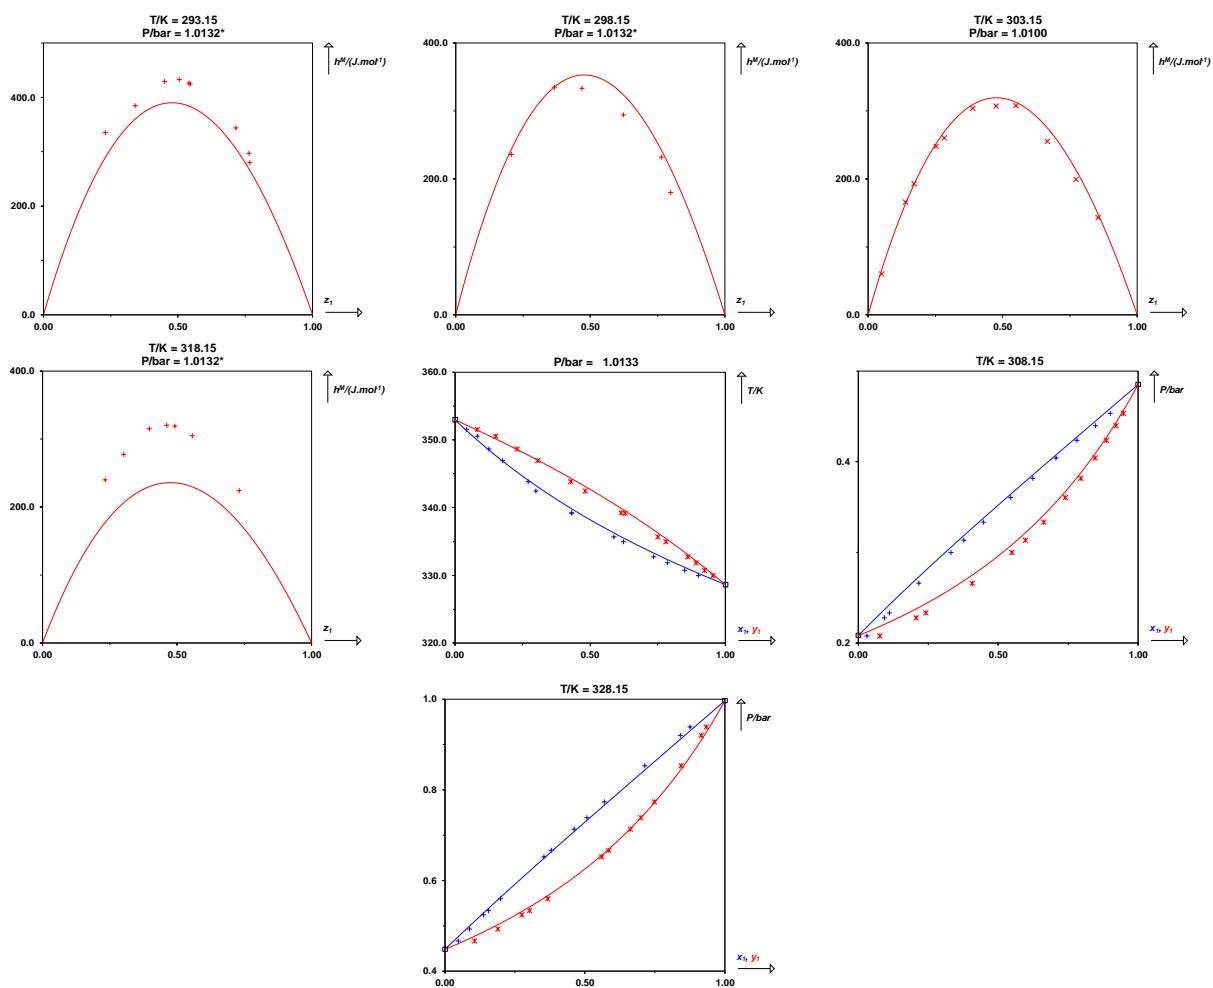 T/K = 293.15
P/bar = 1.0132*
hᴹ/(J.mol⁻¹)
400.0
200.0
0.0
z₁
0.00 0.50 1.00
T/K = 298.15
P/bar = 1.0132*
400.0
hᴹ/(J.mol⁻¹)
200.0
0.0
z₁
0.00 0.50 1.00
T/K = 303.15
P/bar = 1.0100
400.0
hᴹ/(J.mol⁻¹)
200.0
0.0
z₁
0.00 0.50 1.00
T/K = 318.15
P/bar = 1.0132*
400.0
hᴹ/(J.mol⁻¹)
200.0
0.0
z₁
0.00 0.50 1.00
P/bar = 1.0133
360.0
T/K
350.0
340.0
330.0
320.0
x₁, y₁
0.00 0.50 1.00
T/K = 308.15
P/bar
0.4
0.2
x₁, y₁
0.00 0.50 1.00
T/K = 328.15
1.0
P/bar
0.8
0.6
0.4
x₁, y₁
0.00 0.50 1.00